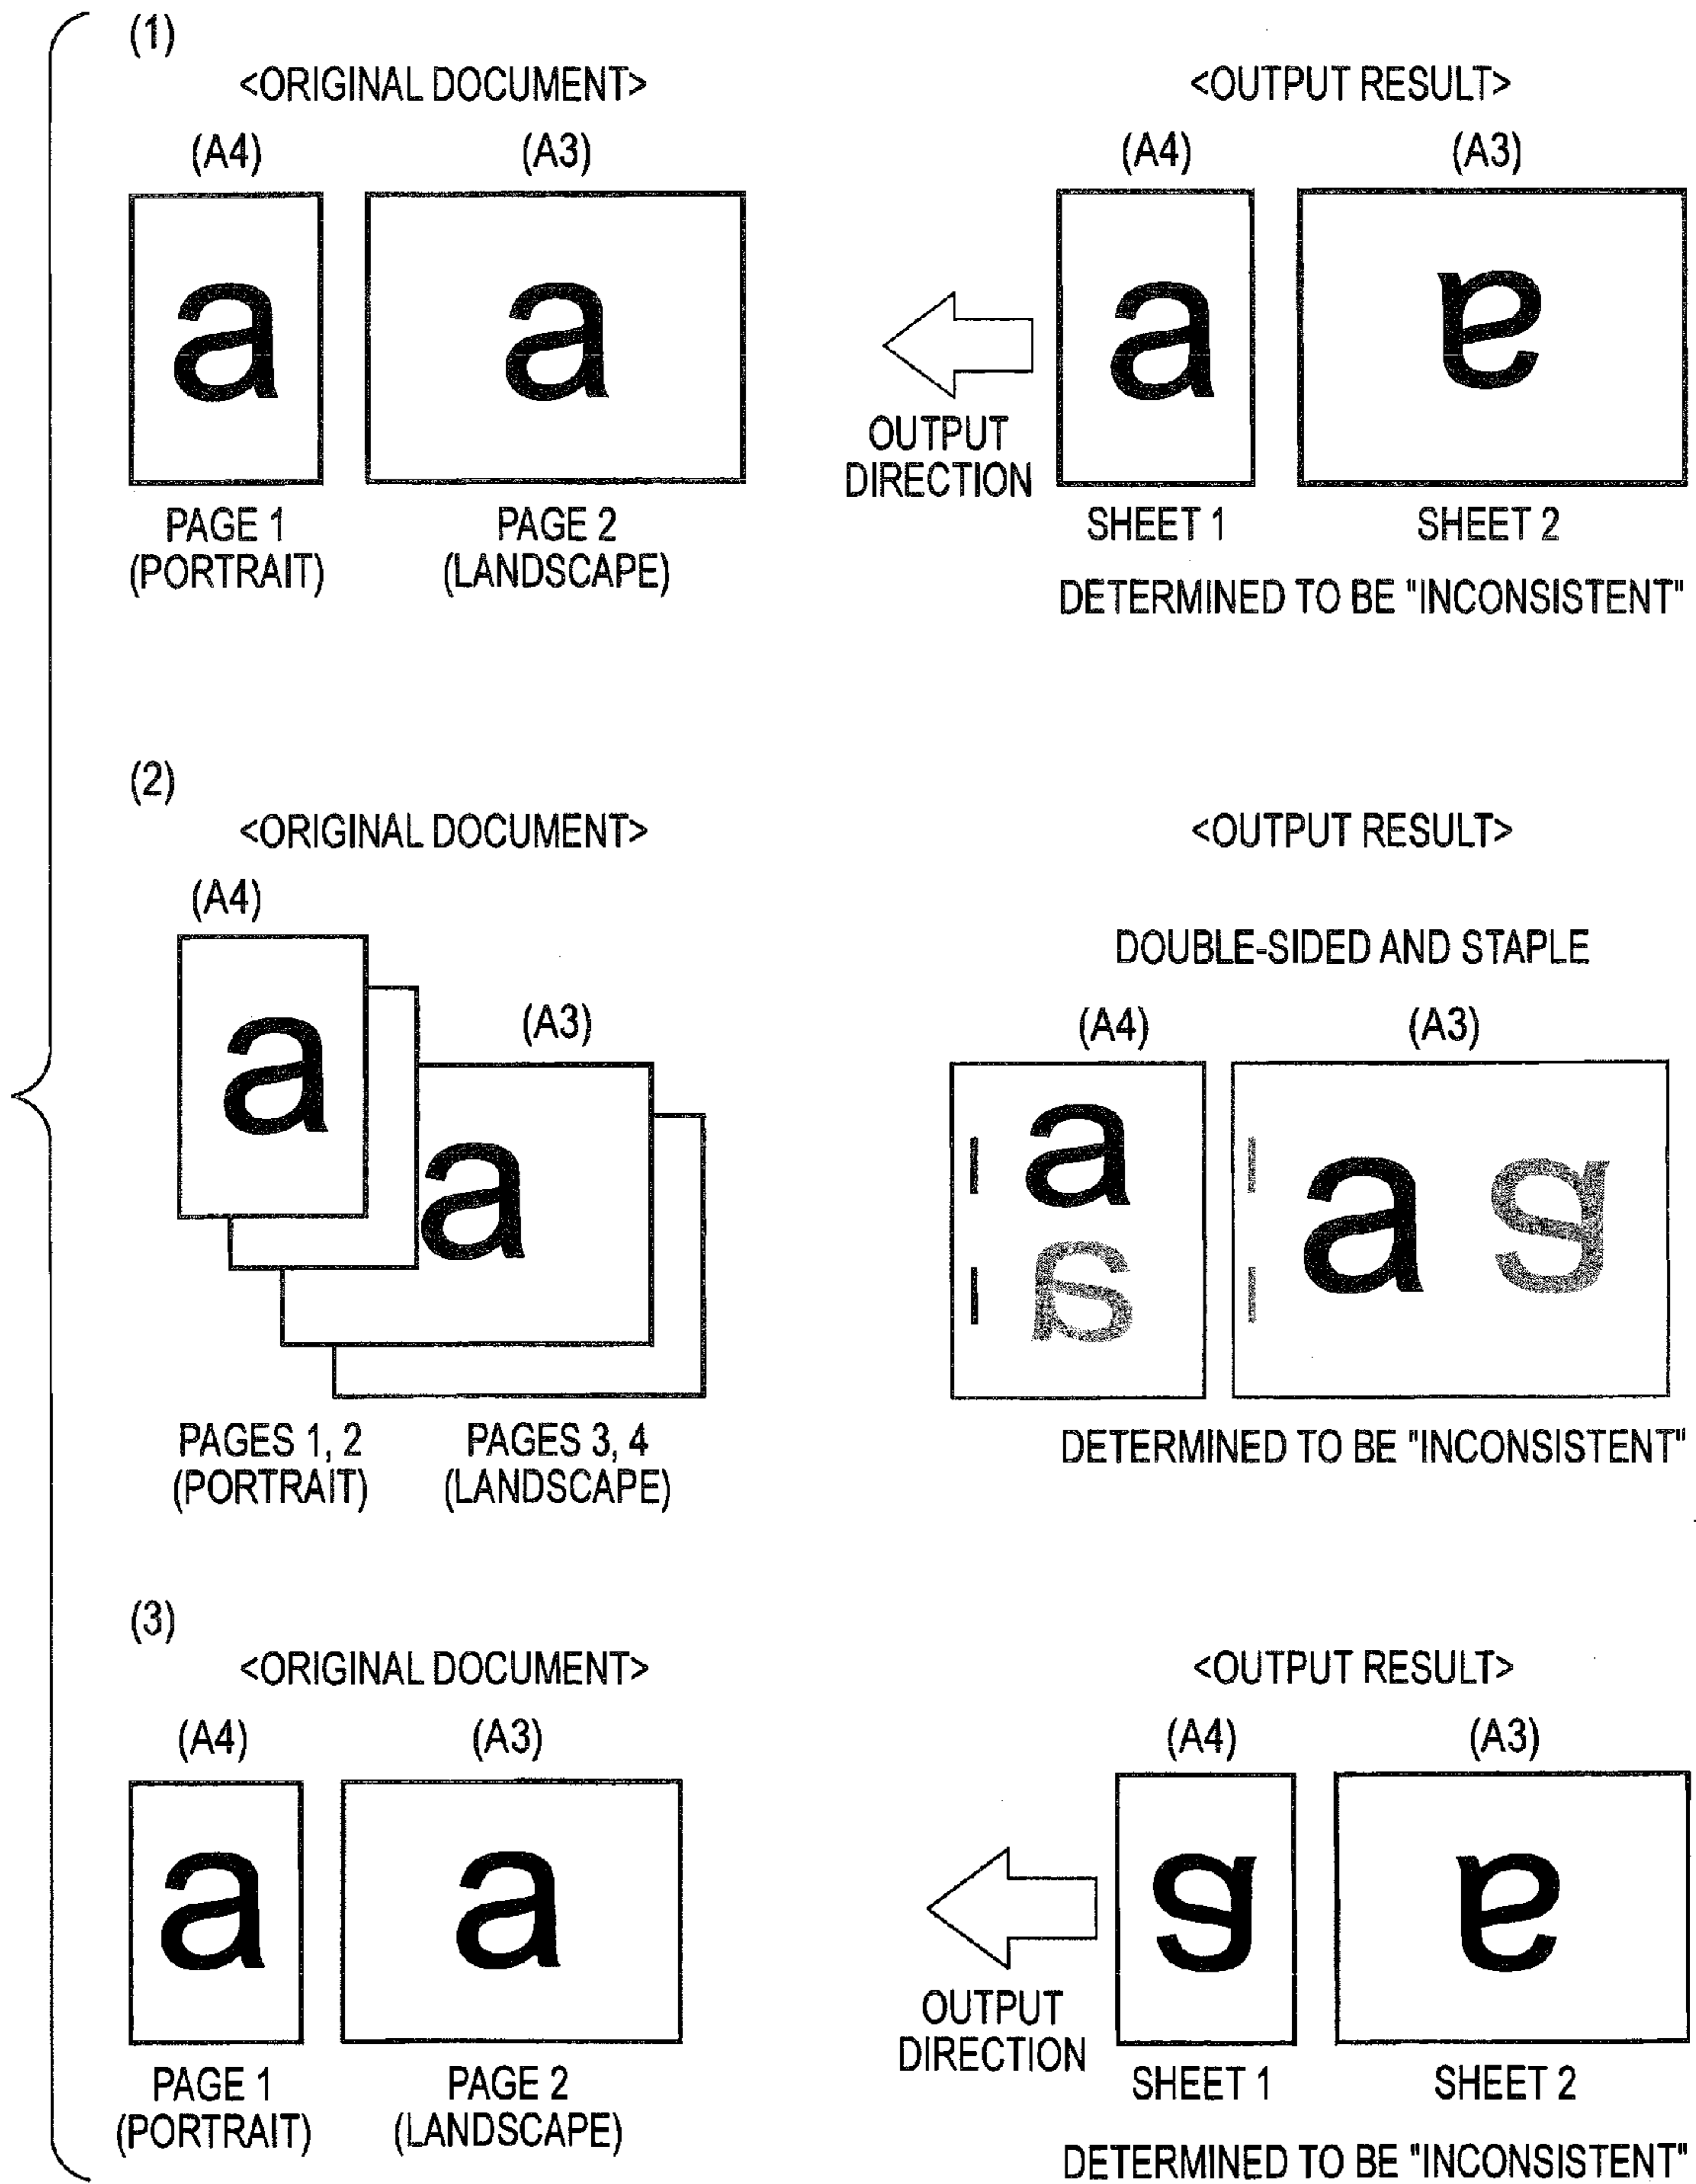 (1)
<ORIGINAL DOCUMENT>
<OUTPUT RESULT>
(A4)
(A3)
(A4)
(A3)
a
a
a
a
OUTPUT
DIRECTION
PAGE 1
(PORTRAIT)
PAGE 2
(LANDSCAPE)
SHEET 1
SHEET 2
DETERMINED TO BE "INCONSISTENT"
(2)
<ORIGINAL DOCUMENT>
<OUTPUT RESULT>
(A4)
DOUBLE-SIDED AND STAPLE
(A3)
(A4)
(A3)
a
a
a
a
a
a
PAGES 1, 2
(PORTRAIT)
PAGES 3, 4
(LANDSCAPE)
DETERMINED TO BE "INCONSISTENT"
(3)
<ORIGINAL DOCUMENT>
<OUTPUT RESULT>
(A4)
(A3)
(A4)
(A3)
a
a
a
a
OUTPUT
DIRECTION
PAGE 1
(PORTRAIT)
PAGE 2
(LANDSCAPE)
SHEET 1
SHEET 2
DETERMINED TO BE "INCONSISTENT"